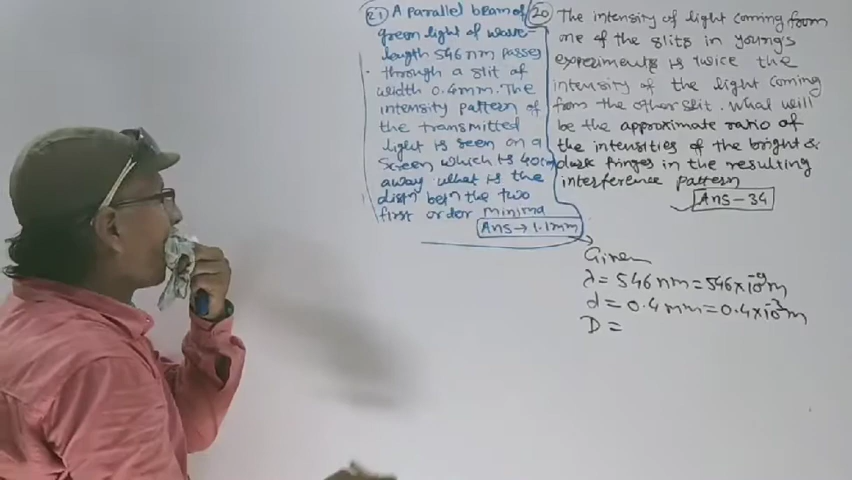 21 A parallel beam of
green light of wave-
length 546 nm passes
through a slit of
width 0.4mm. The
intensity pattern of
the transmitted
light is seen on a
screen which is 40cm
away. what is the
distn betn the two
first order minima
Ans → 1.1mm
20 The intensity of light coming from
one of the slits in young's
experiments is twice the
intensity of the light coming
from the other slit. What will
be the approximate ratio of
the intensities of the bright &
dark fringes in the resulting
interference pattern
Ans - 34
Given
λ = 546 nm = 546×10⁻⁹m
d = 0.4 mm = 0.4×10⁻³m
D =